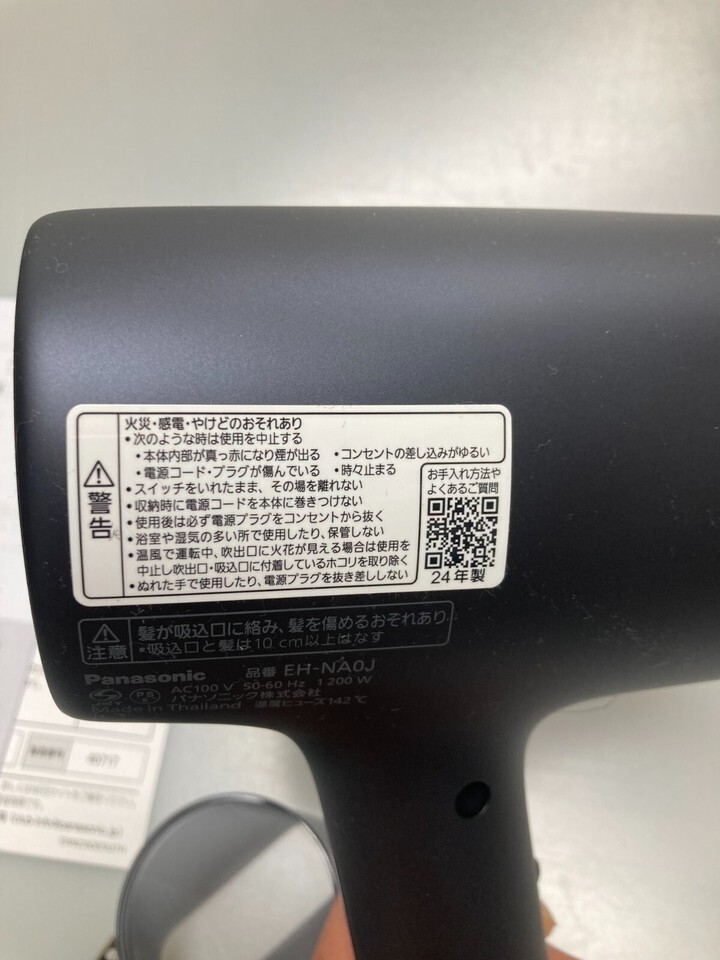 警告
火災・感電・やけどのおそれあり
・次のような時は使用を中止する
・本体内部が真っ赤になり煙が出る ・コンセントの差し込みがゆるい
・電源コード・プラグが傷んでいる ・時々止まる
・スイッチをいれたまま、その場を離れない
・収納時に電源コードを本体に巻きつけない
・使用後は必ず電源プラグをコンセントから抜く
・浴室や湿気の多い所で使用したり、保管しない
・温風で運転中、吹出口に火花が見える場合は使用を
中止し吹出口・吸込口に付着しているホコリを取り除く
・ぬれた手で使用したり、電源プラグを抜き差ししない
お手入れ方法や
よくあるご質問
24年製
注意
髪が吸込口に絡み、髪を傷めるおそれあり
・吸込口と髪は10cm以上はなす
Panasonic 品番 EH-NA0J
AC100 V 50-60 Hz 1 200 W
パナソニック株式会社
Made in Thailand 温度ヒューズ142℃